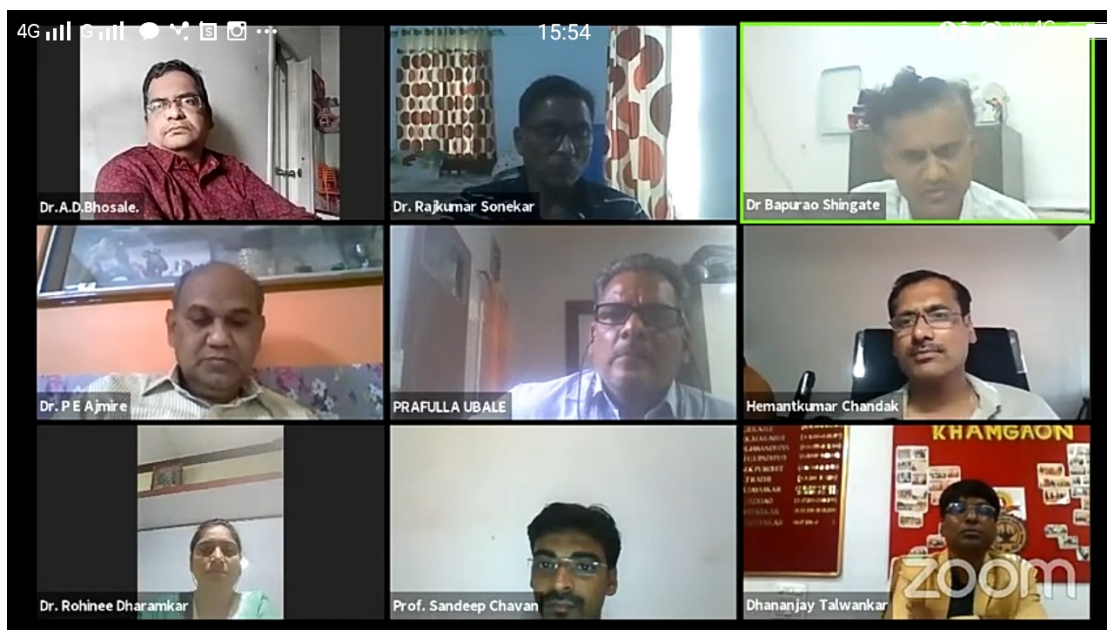 4G G S 15:54 4G
Dr.A.D.Bhosale.
Dr. Rajkumar Sonekar
Dr Bapurao Shingate
Dr. P E Ajmire
PRAFULLA UBALE
Hemantkumar Chandak
KHAMGAON
Dr. Rohinee Dharamkar
Prof. Sandeep Chavan
Dhananjay Talwankar
zoom